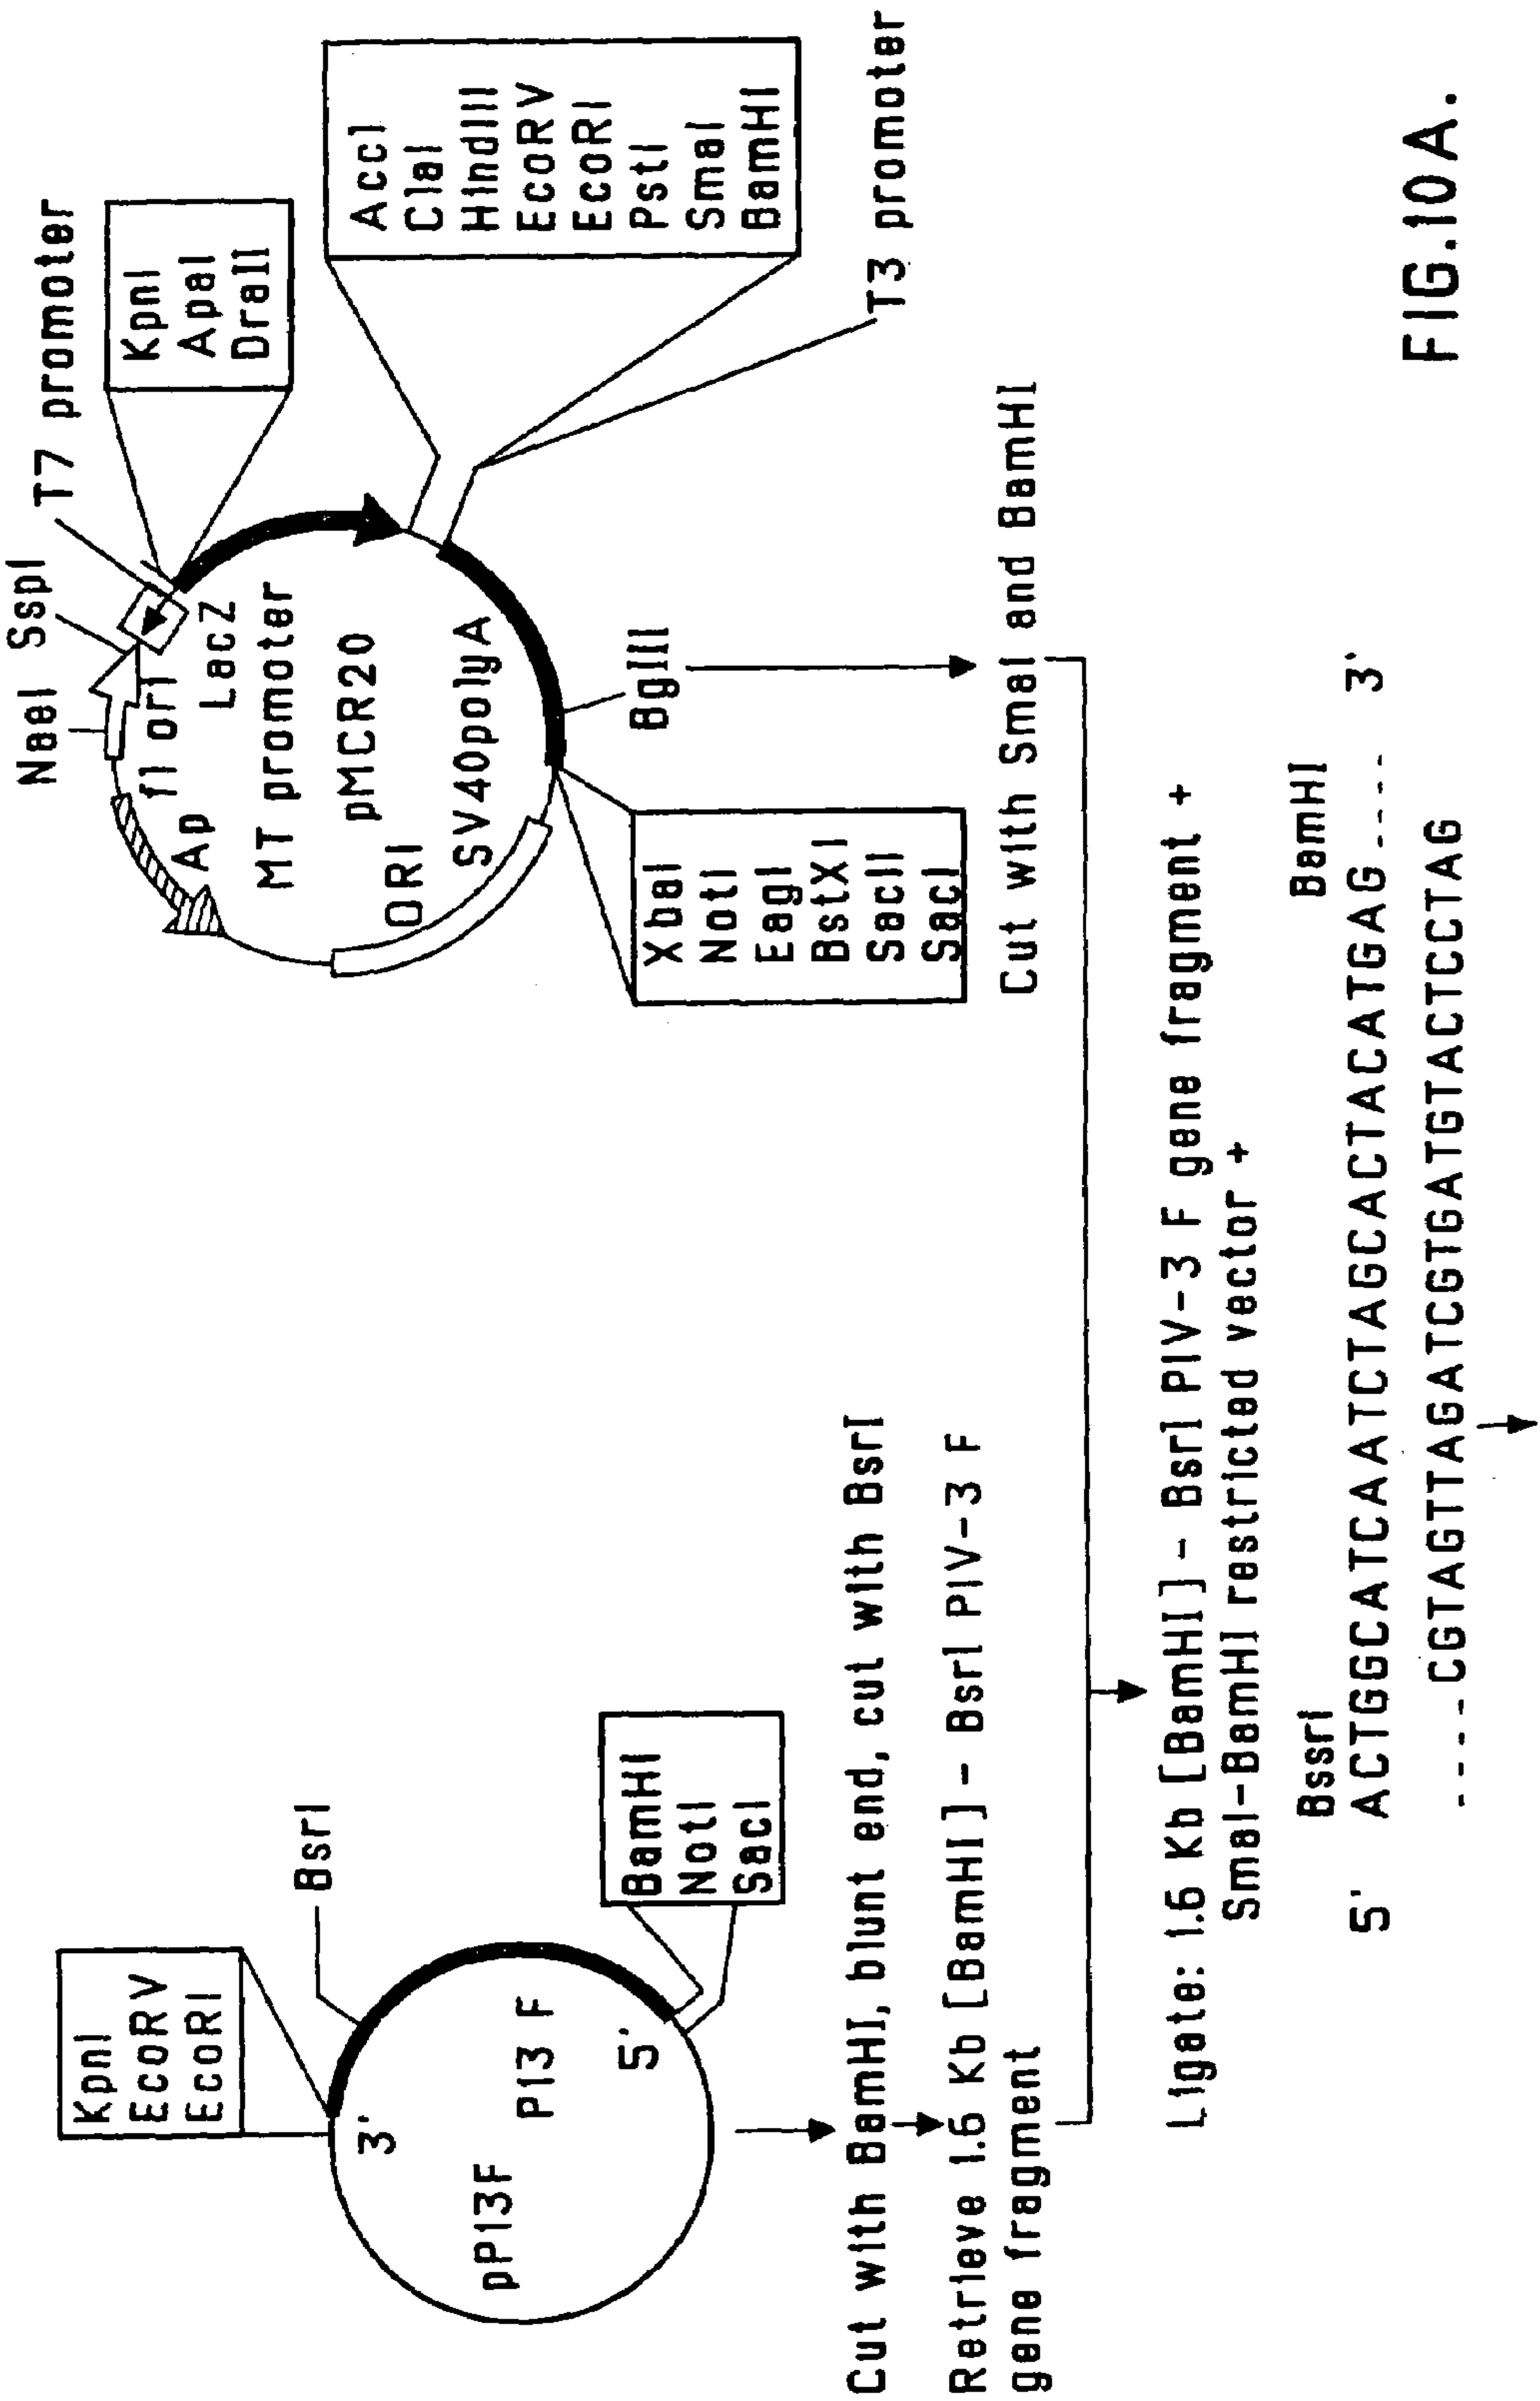 KpnI
EcoRV
EcoRI
BsrI
3'
pPI3F
PI3 F
5'
BamHI
NotI
SacI
Cut with BamHI, blunt end, cut with BsrI
Retrieve 1.6 Kb [BamHI] - BsrI PIV-3 F
gene fragment
NaeI
SspI
T7 promoter
KpnI
ApaI
DraII
f1 ori
LacZ
Ap
MT promoter
pMCR20
ORI
SV40polyA
AccI
ClaI
HindIII
EcoRV
EcoRI
PstI
SmaI
BamHI
T3 promoter
BglII
XbaI
NotI
EagI
BstXI
SacII
SacI
Cut with SmaI and BamHI
Ligate: 1.6 Kb [BamHI] - BsrI PIV-3 F gene fragment +
SmaI-BamHI restricted vector +
BssrI
BamHI
5' ACTGGCATCAATCTAGCACTACATGAG---- 3'
----CGTAGTTAGATCGTGATGTACTCCTAG
FIG.10A.